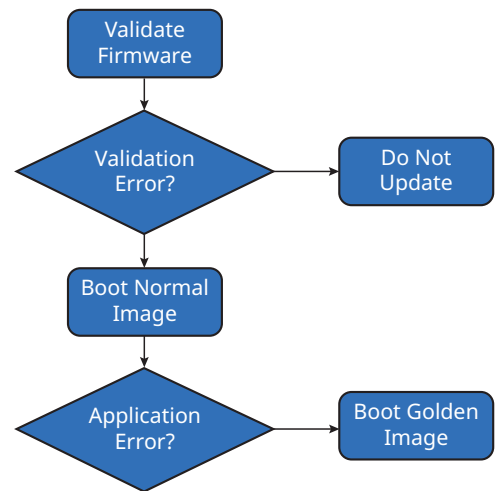 Validate
Firmware
Validation
Error?
Do Not
Update
Boot Normal
Image
Application
Error?
Boot Golden
Image